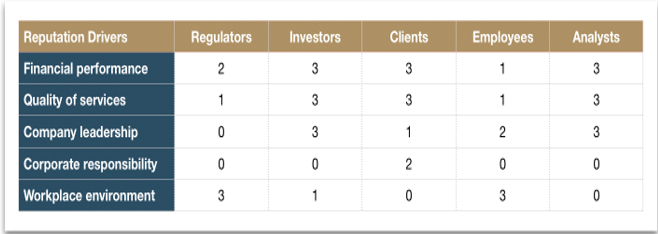 Reputation Drivers Regulators Investors Clients Employees Analysts
Financial performance 2 3 3 1 3
Quality of services 1 3 3 1 3
Company leadership 0 3 1 2 3
Corporate responsibility 0 0 2 0 0
Workplace environment 3 1 0 3 0